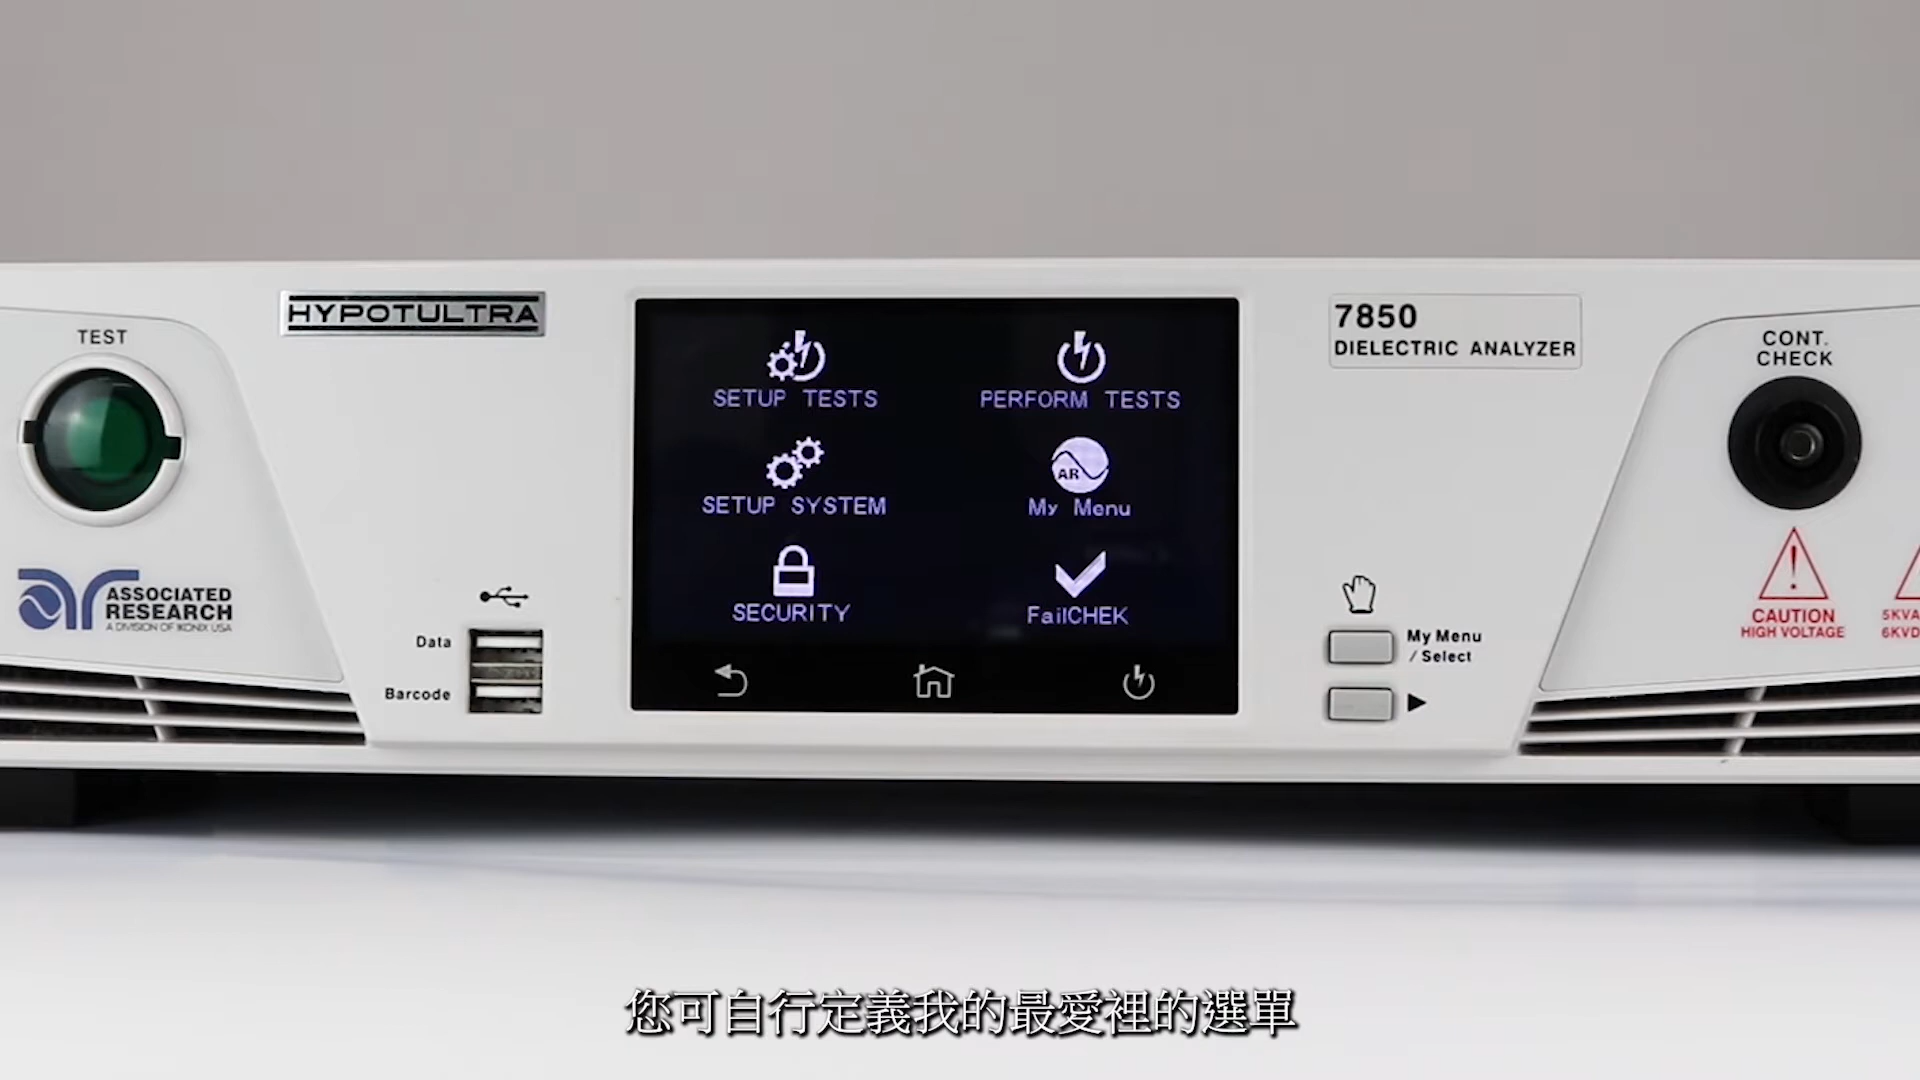 TEST
HYPOTULTRA
ASSOCIATED
RESEARCH
A DIVISION OF IKONIX USA
Data
Barcode
SETUP TESTS
PERFORM TESTS
SETUP SYSTEM
AR
My Menu
SECURITY
FailCHEK
7850
DIELECTRIC ANALYZER
My Menu
/ Select
CONT.
CHECK
CAUTION
HIGH VOLTAGE
5KVA
6KVD
您可自行定義我的最愛裡的選單